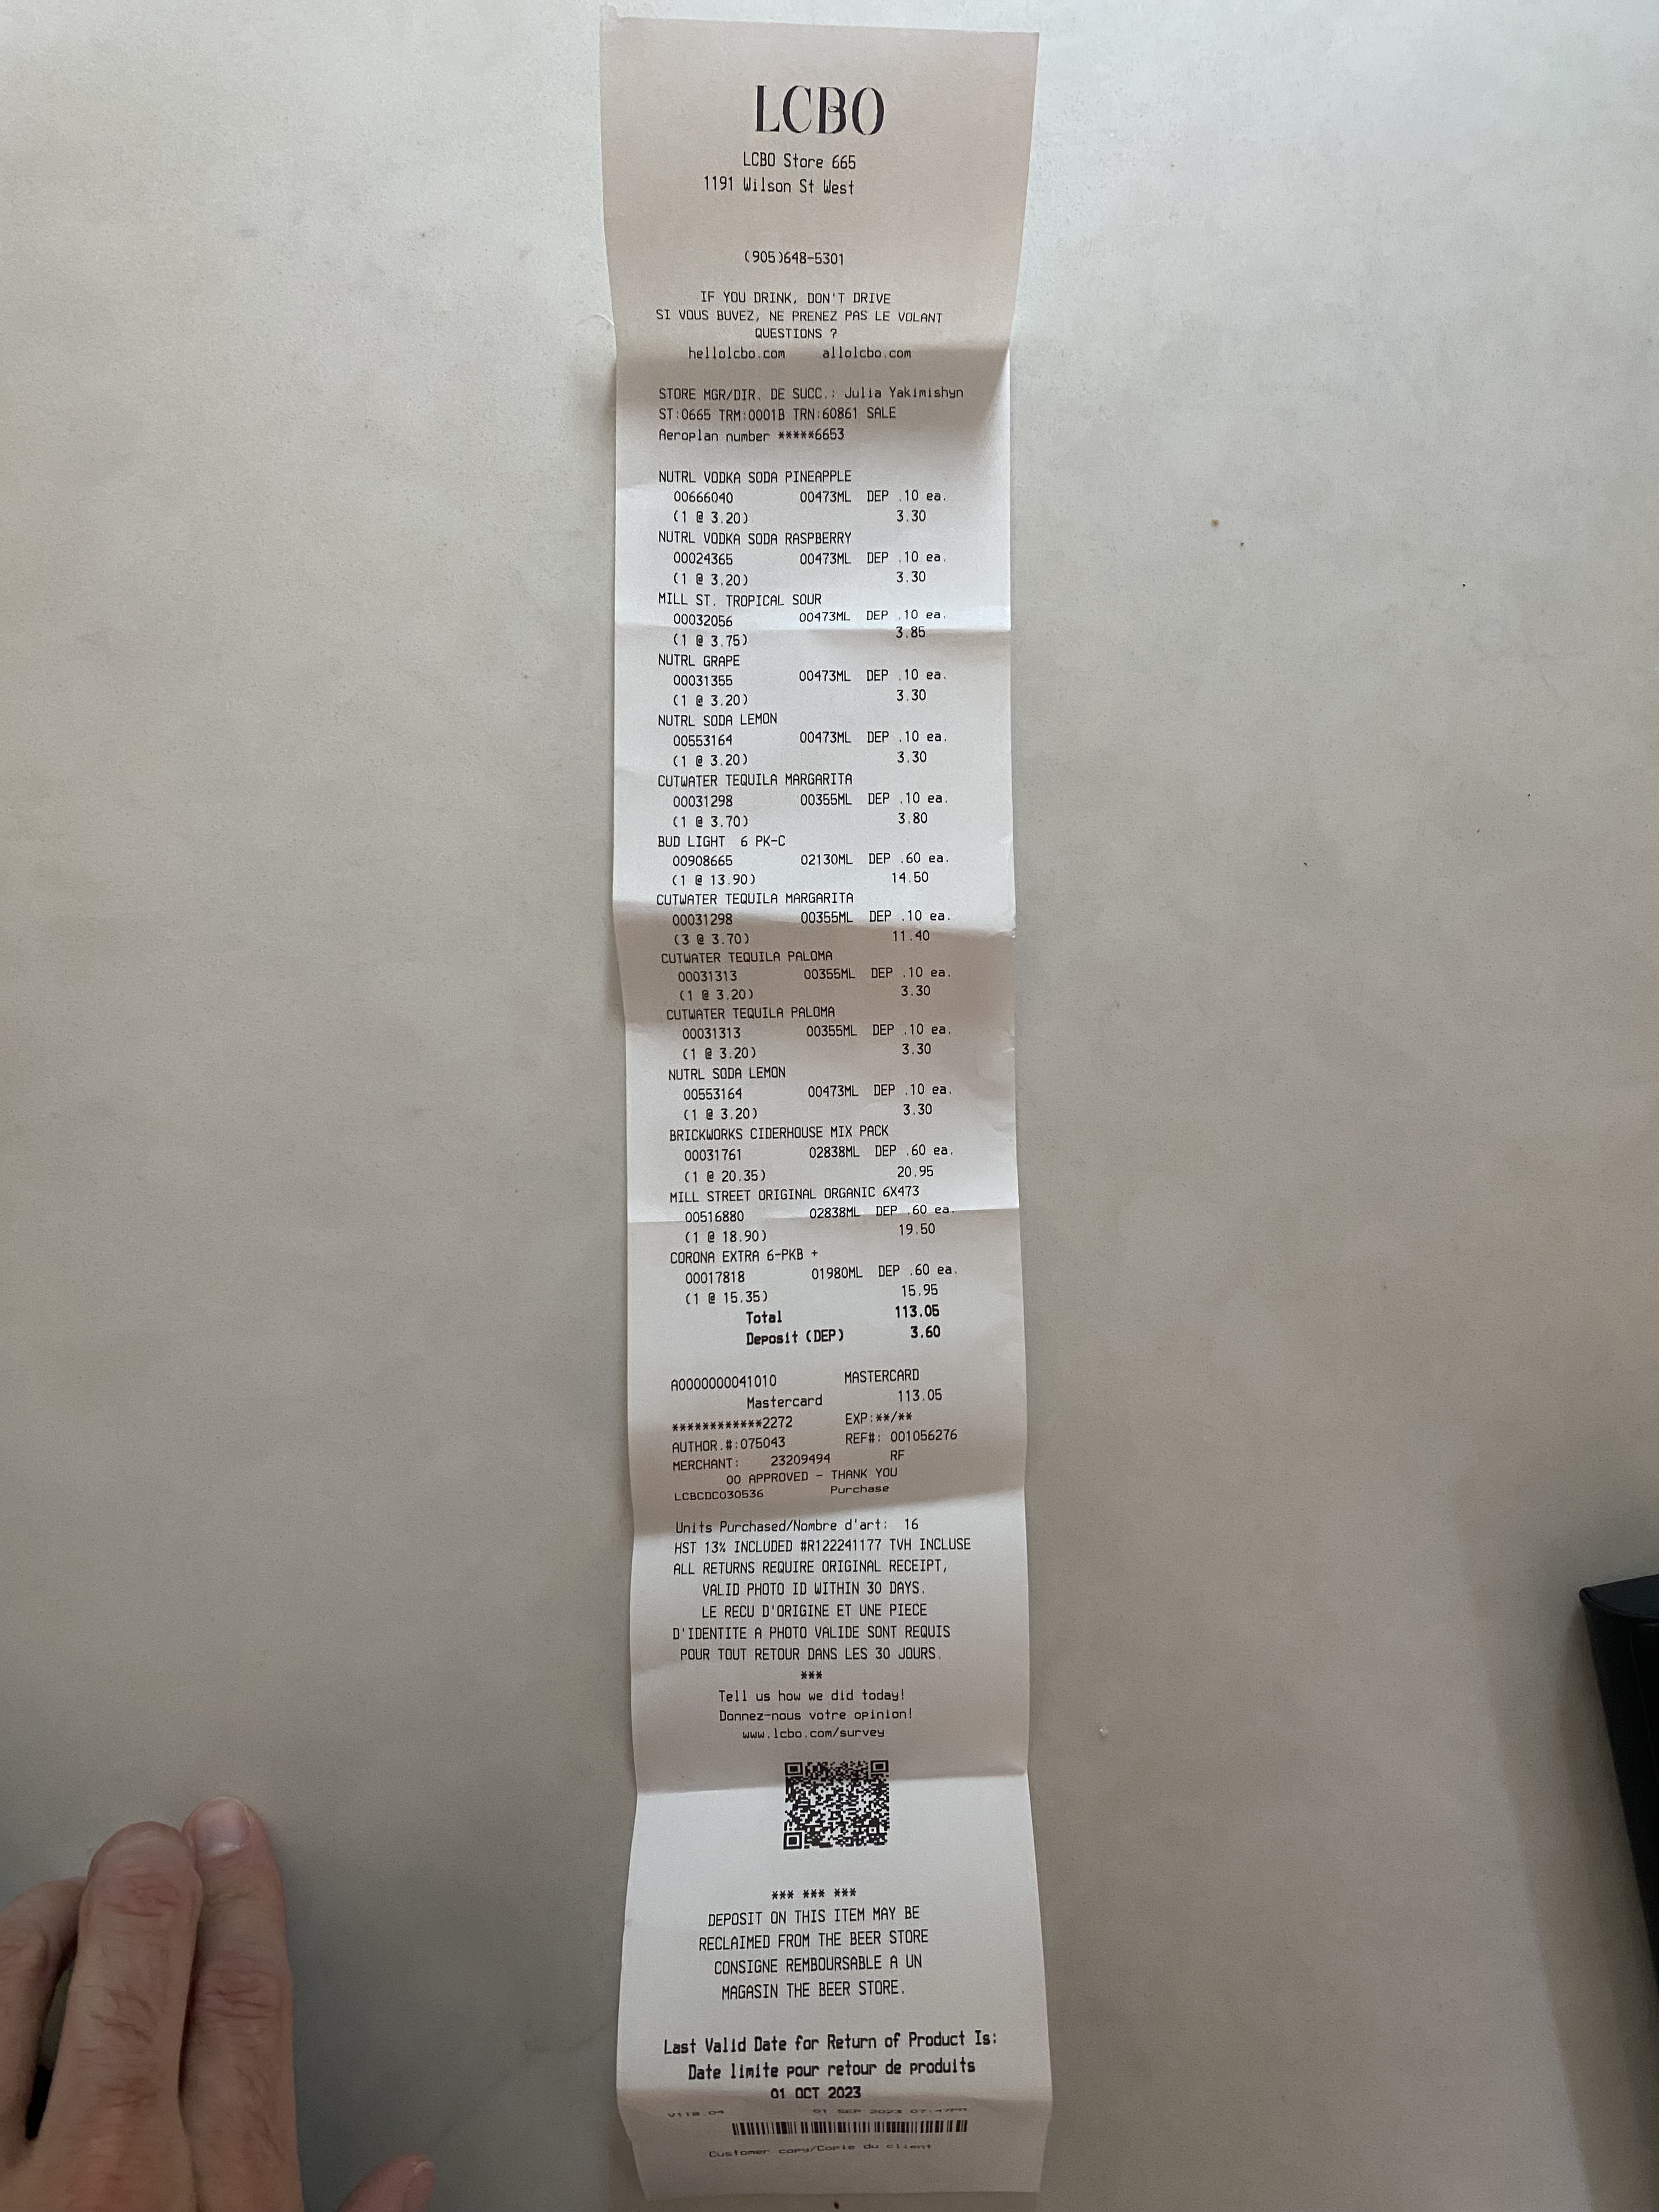 LCBO
LCBO Store 665
1191 Wilson St West
(905)648-5301
IF YOU DRINK, DON'T DRIVE
SI VOUS BUVEZ, NE PRENEZ PAS LE VOLANT
QUESTIONS ?
hellolcbo.com allolcbo.com
STORE MGR/DIR. DE SUCC.: Julia Yakimishyn
ST:0665 TRM:0001B TRN:60861 SALE
Aeroplan number *****6653
NUTRL VODKA SODA PINEAPPLE
00666040 00473ML DEP .10 ea.
(1 @ 3.20) 3.30
NUTRL VODKA SODA RASPBERRY
00024365 00473ML DEP .10 ea.
(1 @ 3.20) 3.30
MILL ST. TROPICAL SOUR
00032056 00473ML DEP .10 ea.
(1 @ 3.75) 3.85
NUTRL GRAPE
00031355 00473ML DEP .10 ea.
(1 @ 3.20) 3.30
NUTRL SODA LEMON
00553164 00473ML DEP .10 ea.
(1 @ 3.20) 3.30
CUTWATER TEQUILA MARGARITA
00031298 00355ML DEP .10 ea.
(1 @ 3.70) 3.80
BUD LIGHT 6 PK-C
00908665 02130ML DEP .60 ea.
(1 @ 13.90) 14.50
CUTWATER TEQUILA MARGARITA
00031298 00355ML DEP .10 ea.
(3 @ 3.70) 11.40
CUTWATER TEQUILA PALOMA
00031313 00355ML DEP .10 ea.
(1 @ 3.20) 3.30
CUTWATER TEQUILA PALOMA
00031313 00355ML DEP .10 ea.
(1 @ 3.20) 3.30
NUTRL SODA LEMON
00553164 00473ML DEP .10 ea.
(1 @ 3.20) 3.30
BRICKWORKS CIDERHOUSE MIX PACK
00031761 02838ML DEP .60 ea.
(1 @ 20.35) 20.95
MILL STREET ORIGINAL ORGANIC 6X473
00516880 02838ML DEP .60 ea.
(1 @ 18.90) 19.50
CORONA EXTRA 6-PKB +
00017818 01980ML DEP .60 ea.
(1 @ 15.35) 15.95
Total 113.05
Deposit (DEP) 3.60
A0000000041010 MASTERCARD
Mastercard 113.05
************2272 EXP:**/**
AUTHOR.#:075043 REF#: 001056276
MERCHANT: 23209494 RF
00 APPROVED - THANK YOU
LCBCDC030536 Purchase
Units Purchased/Nombre d'art: 16
HST 13% INCLUDED #R122241177 TVH INCLUSE
ALL RETURNS REQUIRE ORIGINAL RECEIPT,
VALID PHOTO ID WITHIN 30 DAYS.
LE RECU D'ORIGINE ET UNE PIECE
D'IDENTITE A PHOTO VALIDE SONT REQUIS
POUR TOUT RETOUR DANS LES 30 JOURS.
***
Tell us how we did today!
Donnez-nous votre opinion!
www.lcbo.com/survey
*** *** ***
DEPOSIT ON THIS ITEM MAY BE
RECLAIMED FROM THE BEER STORE
CONSIGNE REMBOURSABLE A UN
MAGASIN THE BEER STORE.
Last Valid Date for Return of Product Is:
Date limite pour retour de produits
01 OCT 2023
V118.04 01 SEP 2023 07:47PM
Customer copy/Copie du client